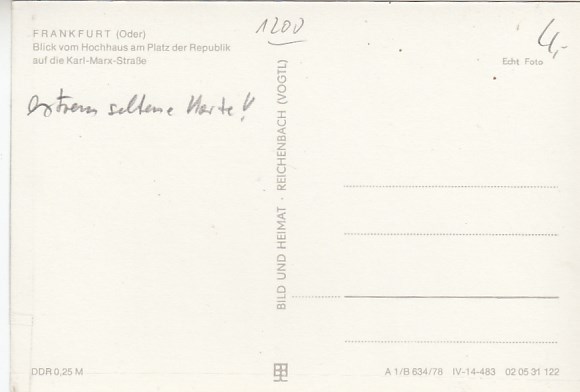 FRANKFURT (Oder)
Blick vom Hochhaus am Platz der Republik
auf die Karl-Marx-Straße
1200
4,-
Echt Foto
extrem seltene Karte!
BILD UND HEIMAT · REICHENBACH (VOGTL)
DDR 0,25 M
A 1/B 634/78 IV-14-483 02 05 31 122